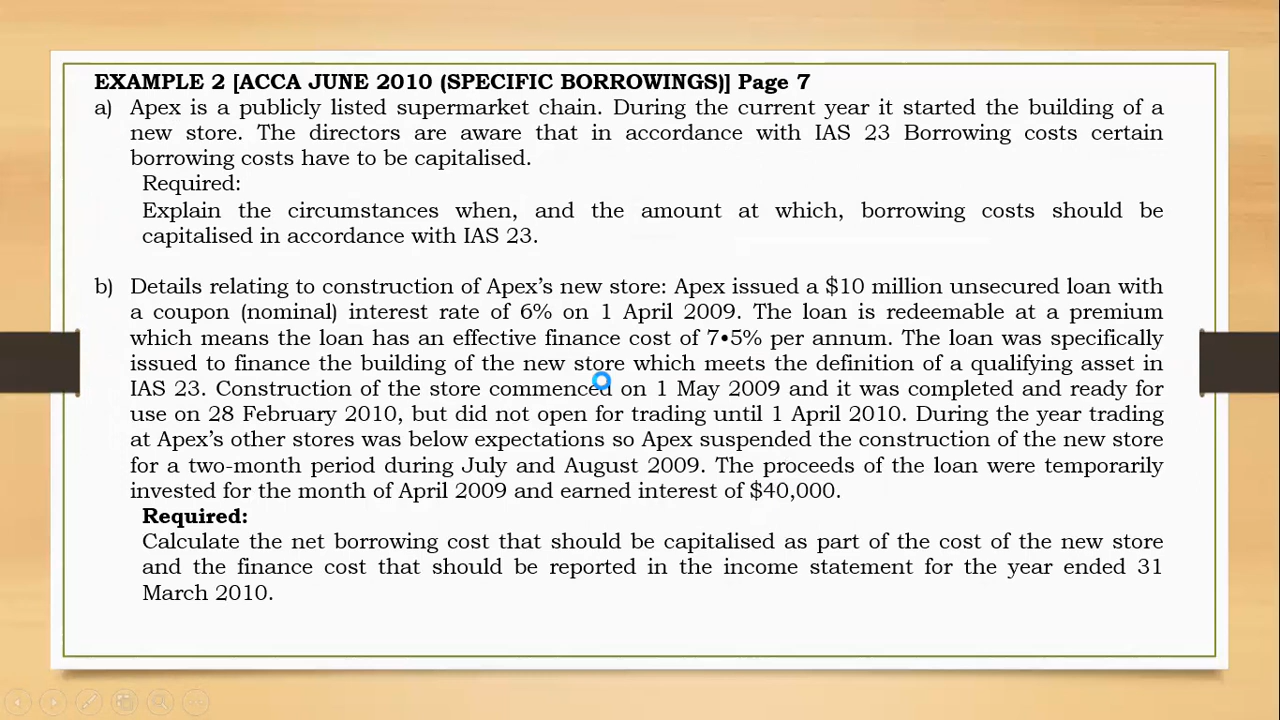 EXAMPLE 2 [ACCA JUNE 2010 (SPECIFIC BORROWINGS)] Page 7
a) Apex is a publicly listed supermarket chain. During the current year it started the building of a
new store. The directors are aware that in accordance with IAS 23 Borrowing costs certain
borrowing costs have to be capitalised.
Required:
Explain the circumstances when, and the amount at which, borrowing costs should be
capitalised in accordance with IAS 23.
b) Details relating to construction of Apex’s new store: Apex issued a $10 million unsecured loan with
a coupon (nominal) interest rate of 6% on 1 April 2009. The loan is redeemable at a premium
which means the loan has an effective finance cost of 7•5% per annum. The loan was specifically
issued to finance the building of the new store which meets the definition of a qualifying asset in
IAS 23. Construction of the store commenced on 1 May 2009 and it was completed and ready for
use on 28 February 2010, but did not open for trading until 1 April 2010. During the year trading
at Apex’s other stores was below expectations so Apex suspended the construction of the new store
for a two-month period during July and August 2009. The proceeds of the loan were temporarily
invested for the month of April 2009 and earned interest of $40,000.
Required:
Calculate the net borrowing cost that should be capitalised as part of the cost of the new store
and the finance cost that should be reported in the income statement for the year ended 31
March 2010.